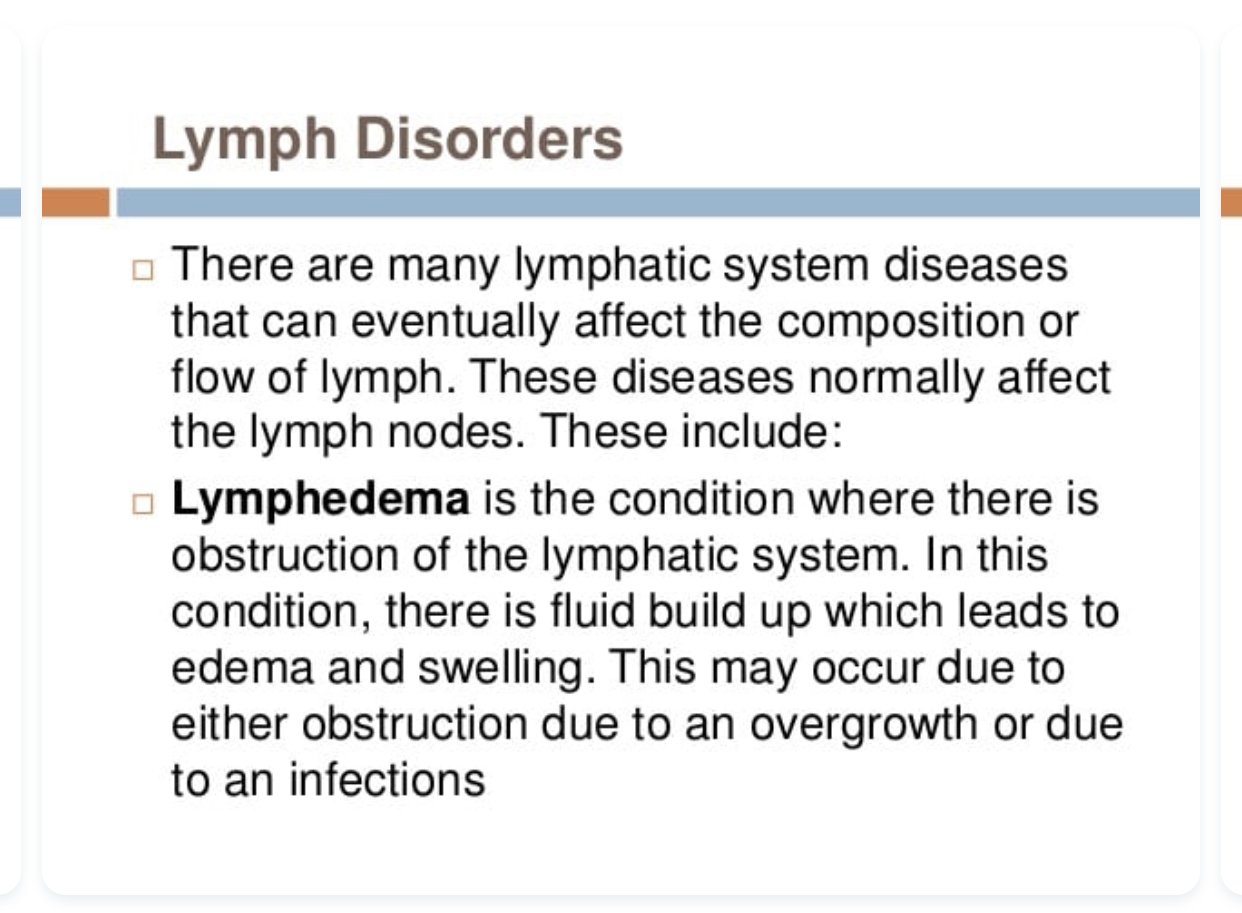 Lymph Disorders
There are many lymphatic system diseases
that can eventually affect the composition or
flow of lymph. These diseases normally affect
the lymph nodes. These include:
Lymphedema is the condition where there is
obstruction of the lymphatic system. In this
condition, there is fluid build up which leads to
edema and swelling. This may occur due to
either obstruction due to an overgrowth or due
to an infections